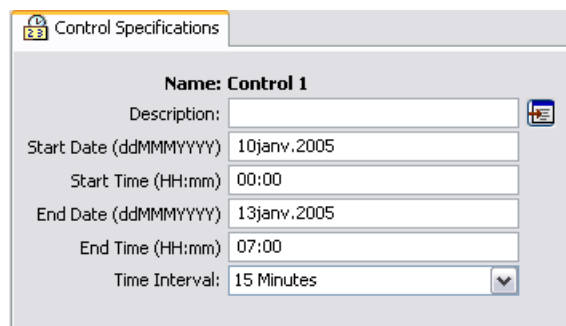 Control Specifications
Name: Control 1
Description:
Start Date (ddMMMYYYY) 10janv.2005
Start Time (HH:mm) 00:00
End Date (ddMMMYYYY) 13janv.2005
End Time (HH:mm) 07:00
Time Interval: 15 Minutes